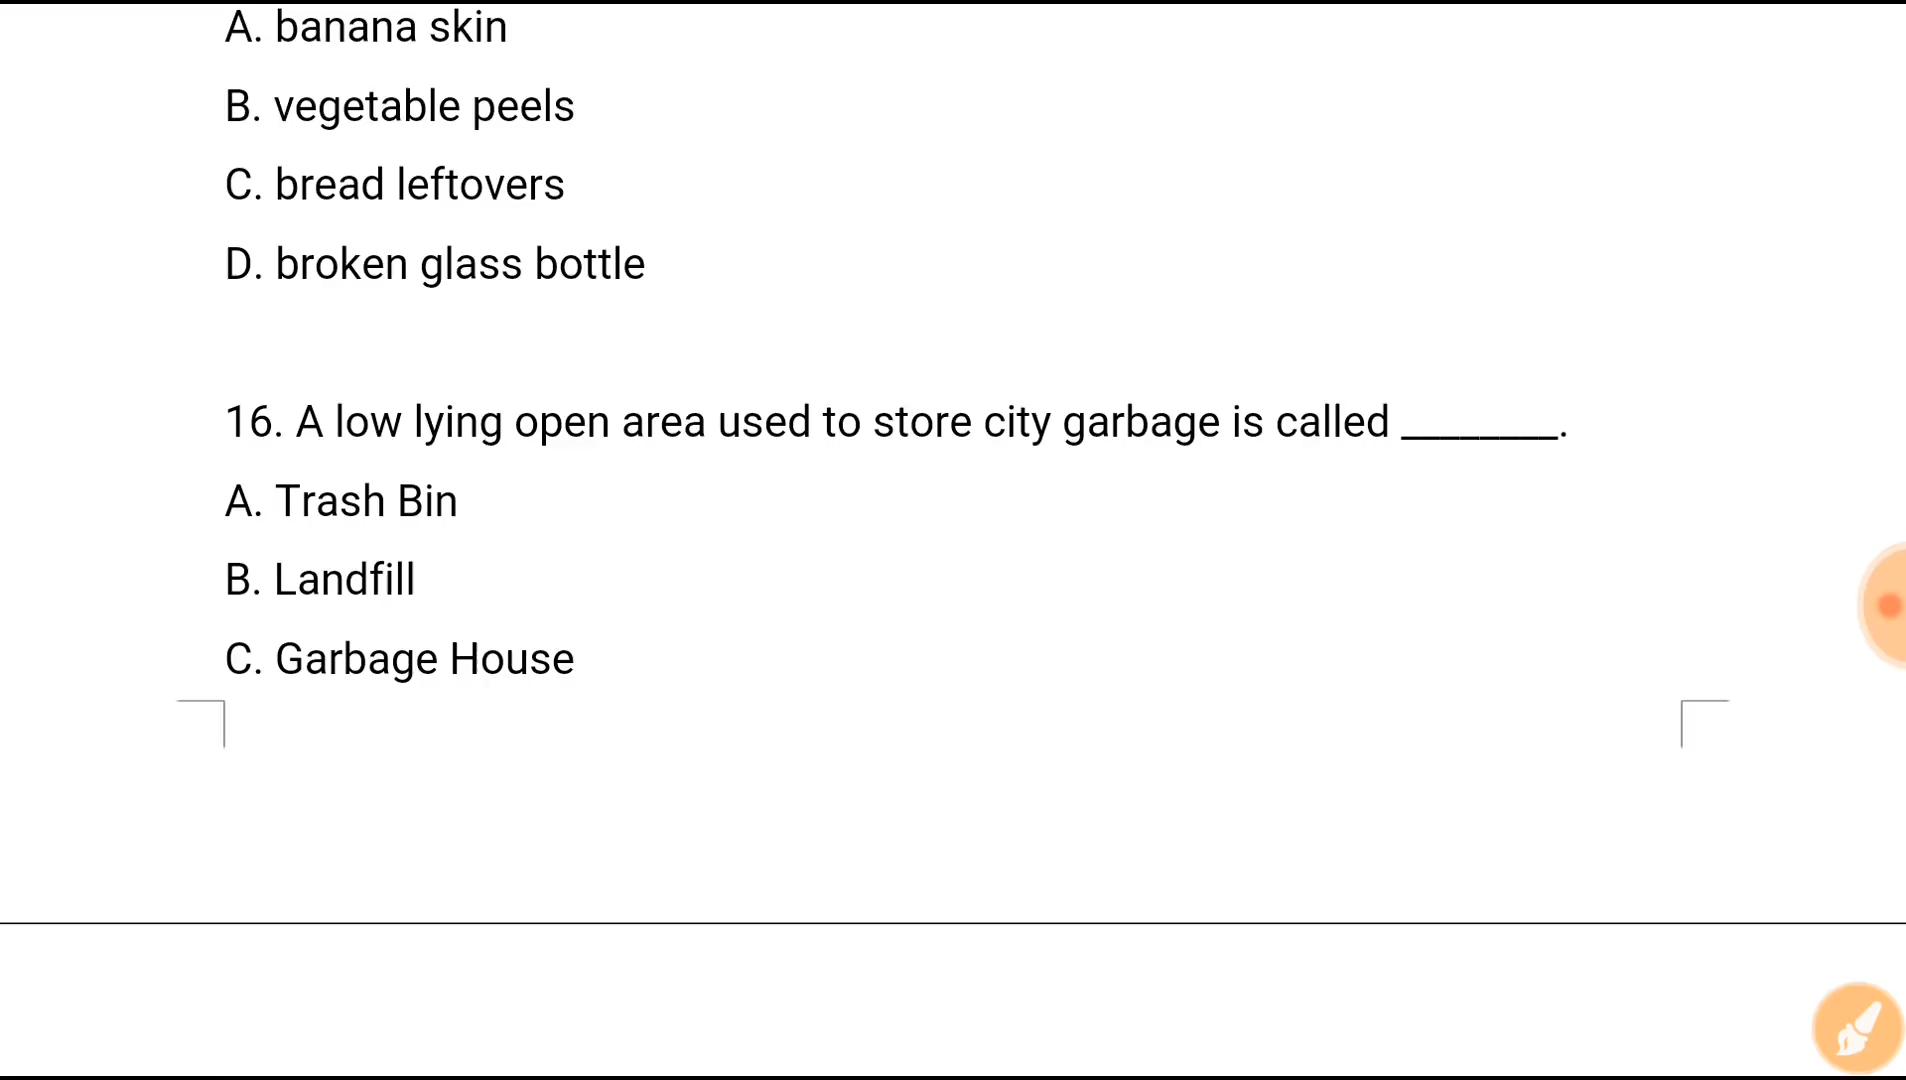 A. banana skin
B. vegetable peels
C. bread leftovers
D. broken glass bottle
16. A low lying open area used to store city garbage is called ________.
A. Trash Bin
B. Landfill
C. Garbage House